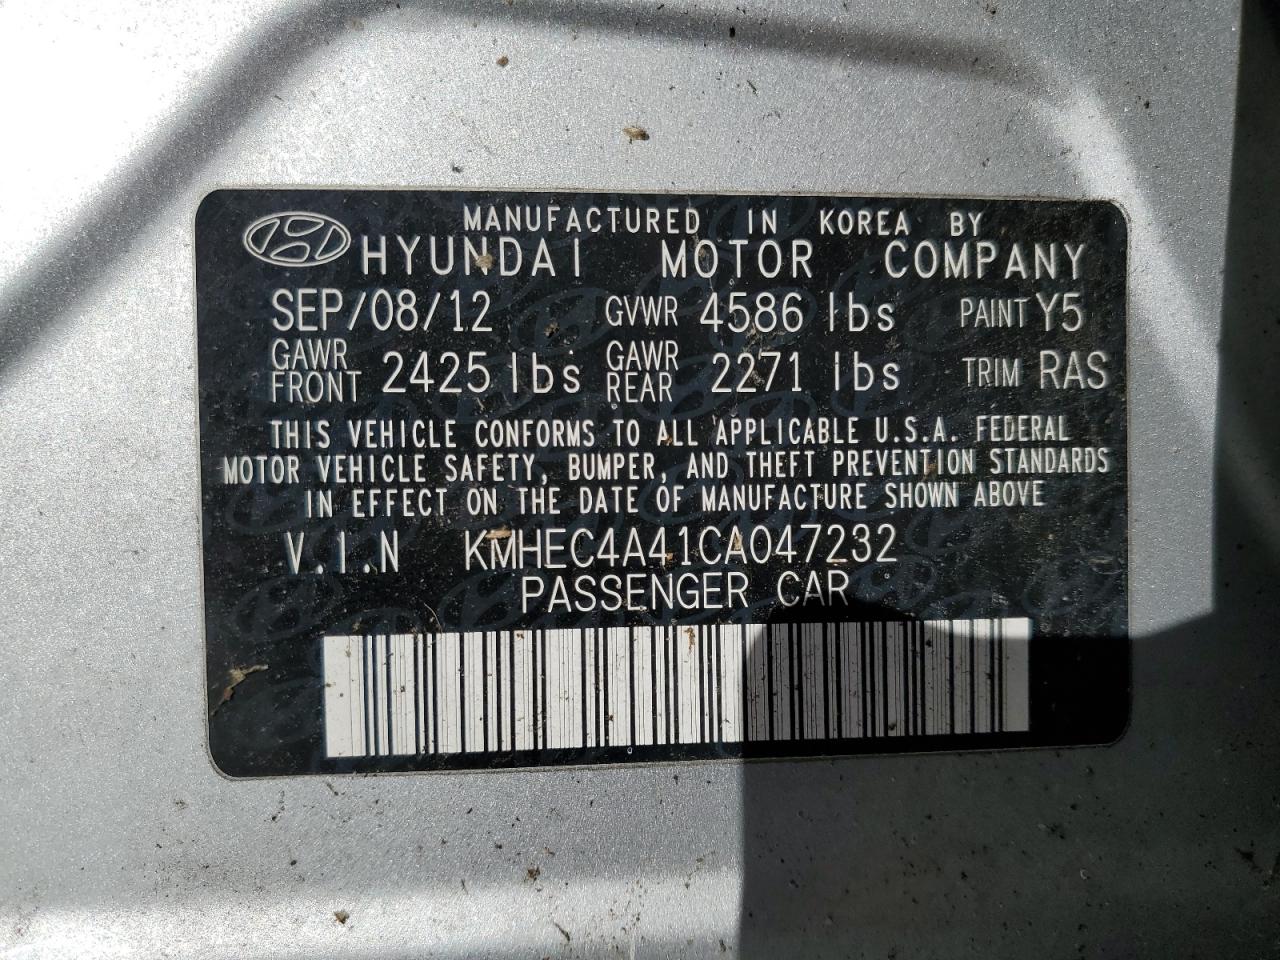 MANUFACTURED IN KOREA BY
HYUNDAI MOTOR COMPANY
SEP/08/12 GVWR 4586 lbs PAINT Y5
GAWR FRONT 2425 lbs GAWR REAR 2271 lbs TRIM RAS
THIS VEHICLE CONFORMS TO ALL APPLICABLE U.S.A. FEDERAL
MOTOR VEHICLE SAFETY, BUMPER, AND THEFT PREVENTION STANDARDS
IN EFFECT ON THE DATE OF MANUFACTURE SHOWN ABOVE
V.I.N KMHEC4A41CA047232
PASSENGER CAR